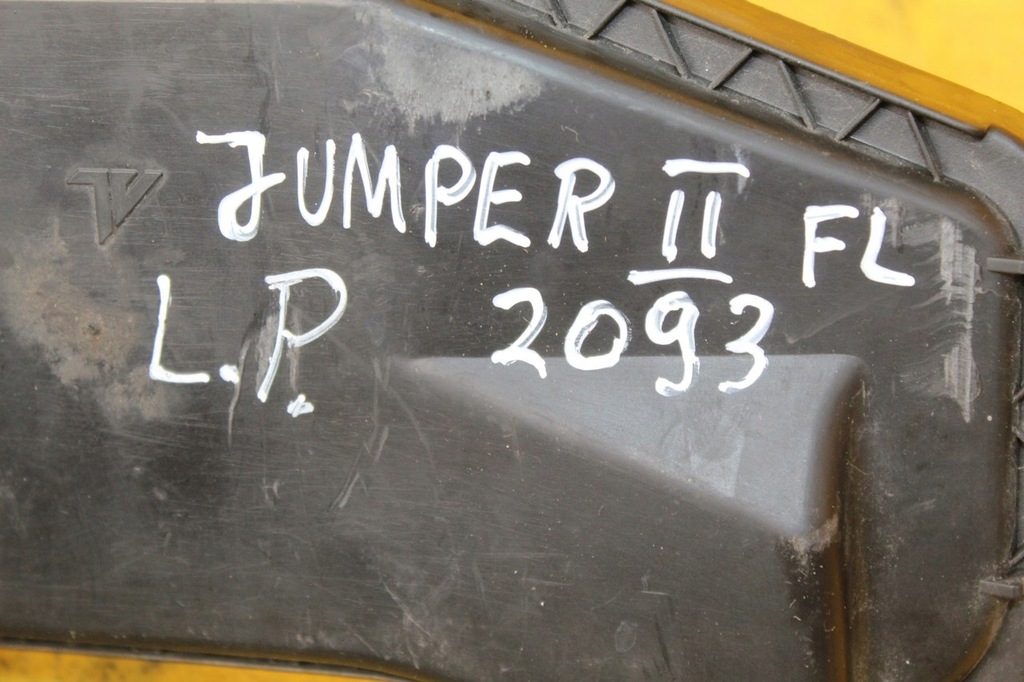 JUMPER II FL
L.P. 2093